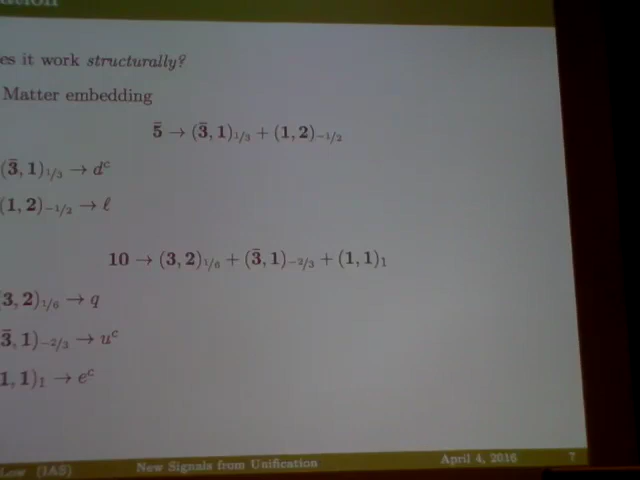 es it work structurally?
Matter embedding
5̄ → (3̄, 1)₁/₃ + (1, 2)₋₁/₂
(3̄, 1)₁/₃ → dᶜ
(1, 2)₋₁/₂ → ℓ
10 → (3, 2)₁/₆ + (3̄, 1)₋₂/₃ + (1, 1)₁
(3, 2)₁/₆ → q
3̄, 1)₋₂/₃ → uᶜ
1, 1)₁ → eᶜ
Low (IAS) New Signals from Unification April 4, 2016 7